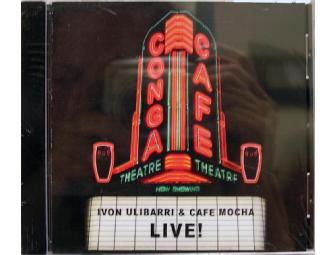 CONGA
CAFE
THEATRE THEATRE
NOW SHOWING
IVON ULIBARRI & CAFE MOCHA
LIVE!